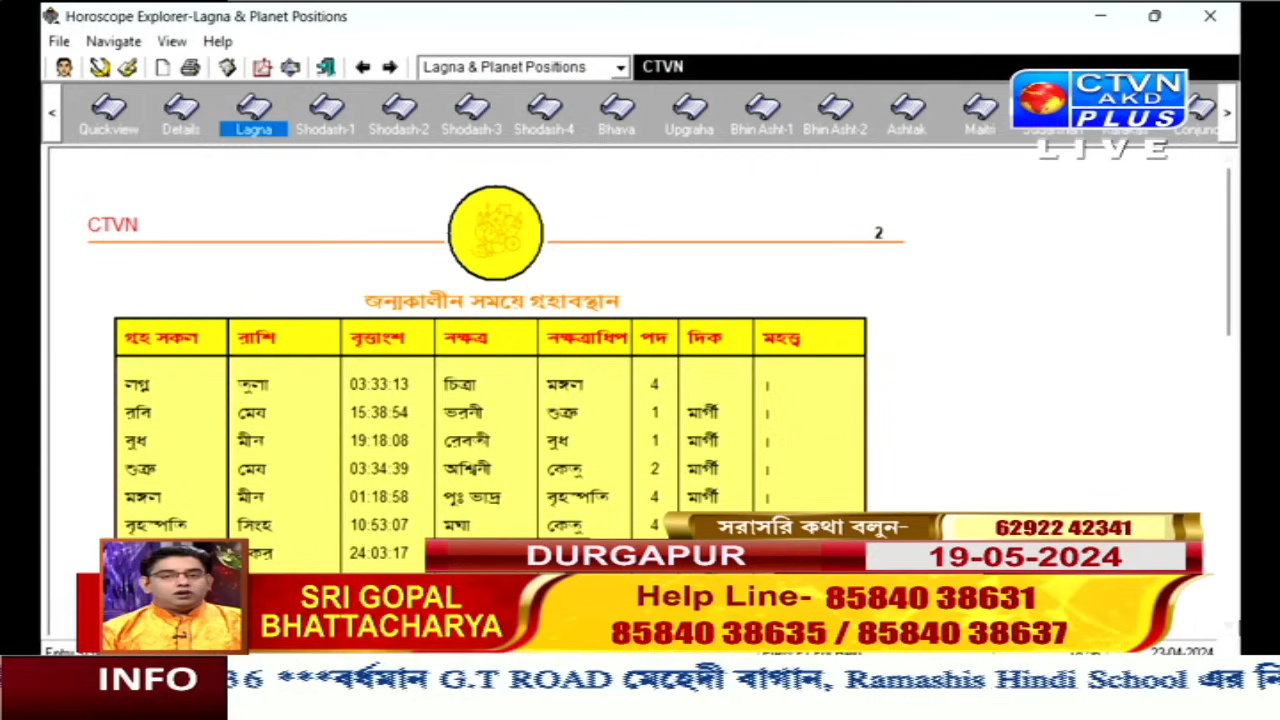 Horoscope Explorer-Lagna & Planet Positions
File Navigate View Help
Lagna & Planet Positions CTVN
CTVN
AKD
PLUS
LIVE
Quickview Details Lagna Shodash-1 Shodash-2 Shodash-3 Shodash-4 Bhava Upgraha Bhin Asht-1 Bhin Asht-2 Ashtak Maitri
CTVN
2
জন্মকালীন সময়ে গৃহাবস্থান
গৃহ সকল রাশি বৃত্তাংশ নক্ষত্র নক্ষত্রাধিপ পদ দিক মহত্ত্ব
লগ্ন তুলা 03:33:13 চিত্রা মঙ্গল 4 ।
রবি মেষ 15:38:54 ভরনী শুক্র 1 মার্গী ।
বুধ মীন 19:18:08 রেবতী বুধ 1 মার্গী ।
শুক্র মেষ 03:34:39 অশ্বিনী কেতু 2 মার্গী ।
মঙ্গল মীন 01:18:58 পুঃ ভাদ্র বৃহস্পতি 4 মার্গী ।
বৃহস্পতি সিংহ 10:53:07 মঘা কেতু 4
24:03:17
সরাসরি কথা বলুন- 62922 42341
DURGAPUR 19-05-2024
SRI GOPAL
BHATTACHARYA
Help Line- 85840 38631
85840 38635 / 85840 38637
23-04-2024
INFO 36 ***বর্ধমান G.T ROAD মেহেদী বাগান, Ramashis Hindi School এর